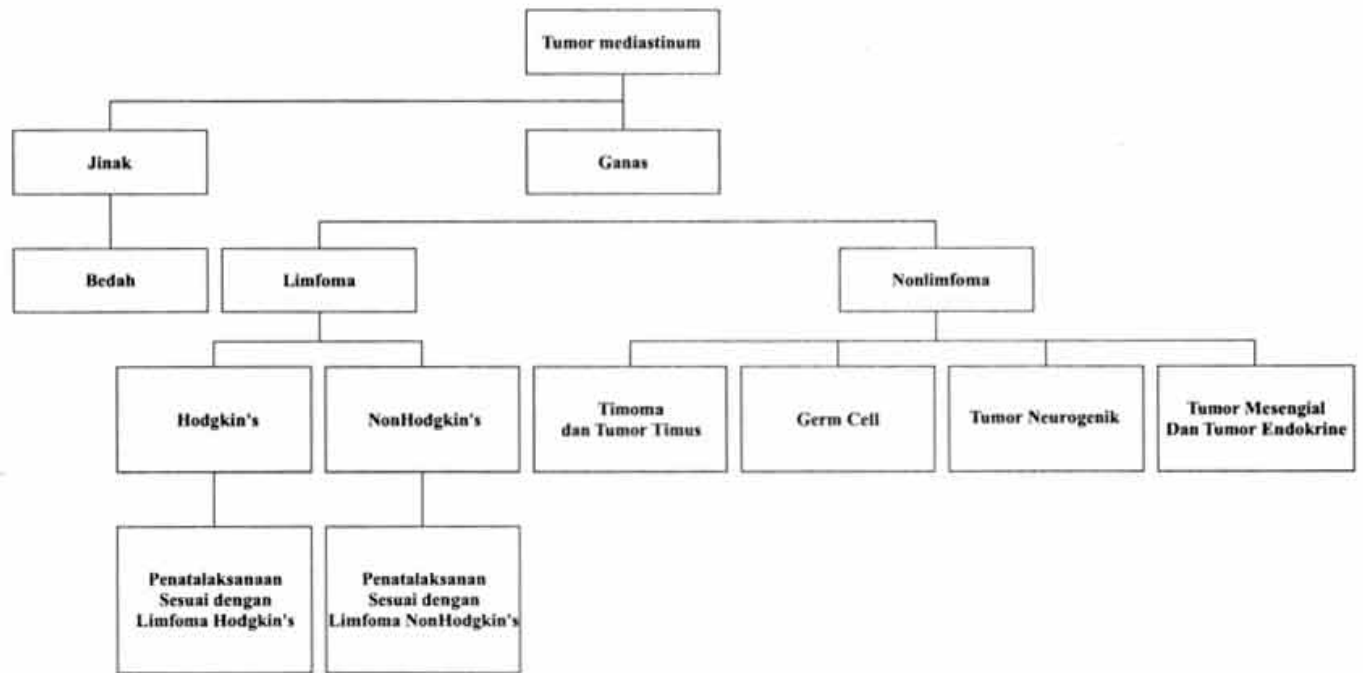 Tumor mediastinum
Jinak
Ganas
Bedah
Limfoma
Nonlimfoma
Hodgkin's
NonHodgkin's
Timoma
dan Tumor Timus
Germ Cell
Tumor Neurogenik
Tumor Mesengial
Dan Tumor Endokrine
Penatalaksanaan
Sesuai dengan
Limfoma Hodgkin's
Penatalaksanan
Sesuai dengan
Limfoma NonHodgkin's